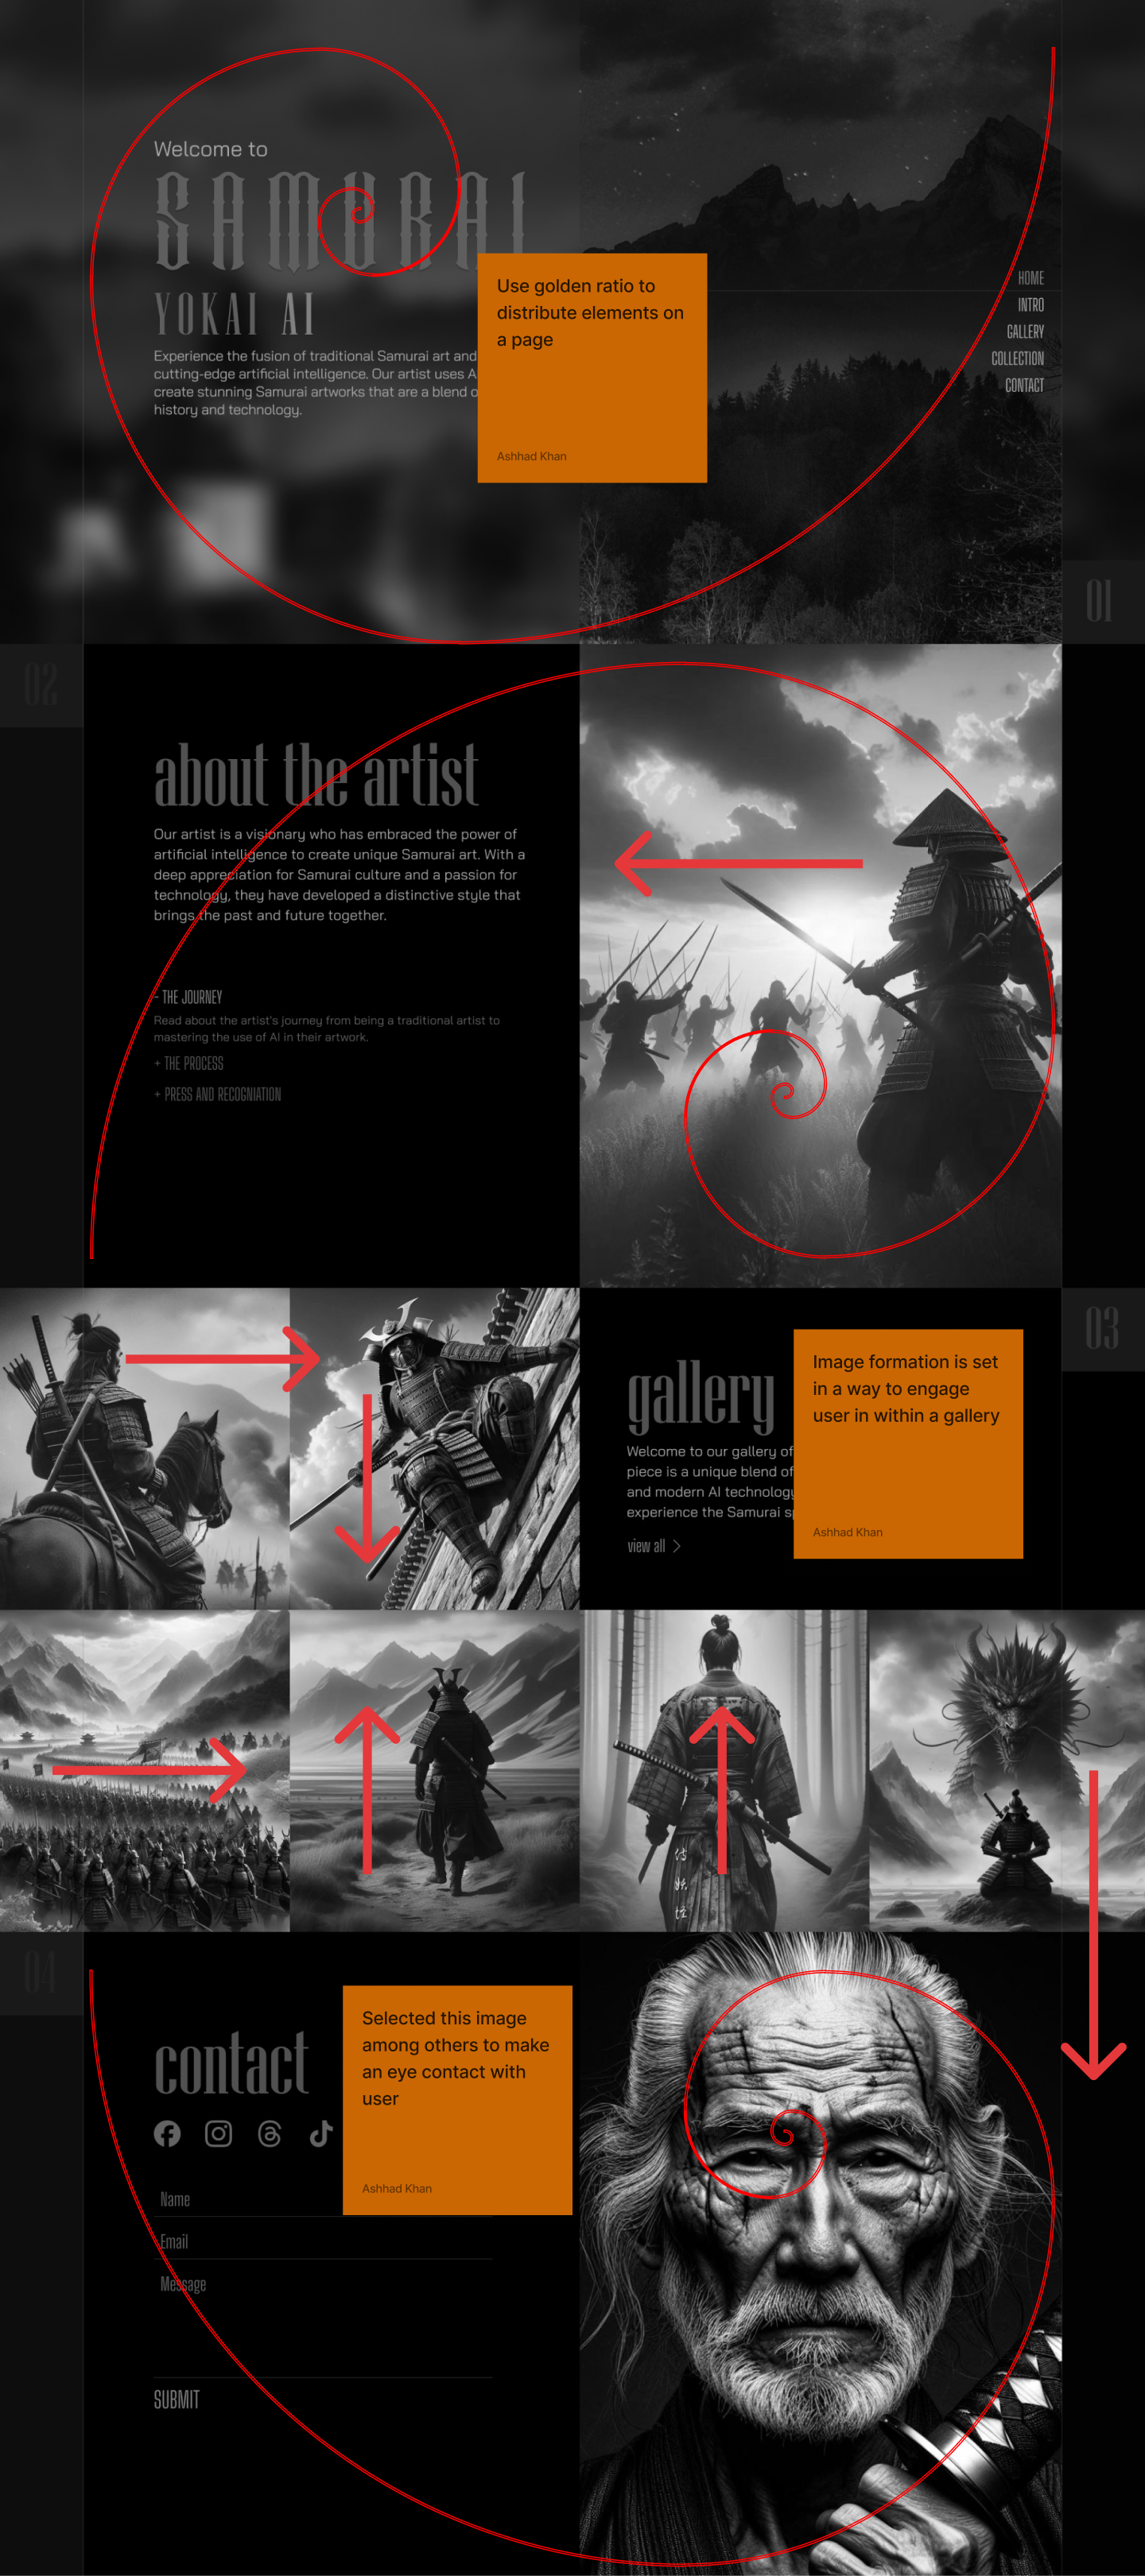 Welcome to
SAMURAI
YOKAI AI
Experience the fusion of traditional Samurai art and
cutting-edge artificial intelligence. Our artist uses
create stunning Samurai artworks that are a blend
history and technology.
Use golden ratio to
distribute elements on
a page
Ashhad Khan
HOME
INTRO
GALLERY
COLLECTION
CONTACT
01
02
about the artist
Our artist is a visionary who has embraced the power of
artificial intelligence to create unique Samurai art. With a
deep appreciation for Samurai culture and a passion for
technology, they have developed a distinctive style that
brings the past and future together.
- THE JOURNEY
Read about the artist's journey from being a traditional artist to
mastering the use of AI in their artwork.
+ THE PROCESS
+ PRESS AND RECOGNIATION
03
gallery
Welcome to our gallery of
piece is a unique blend of
and modern AI technology
experience the Samurai
view all >
Image formation is set
in a way to engage
user in within a gallery
Ashhad Khan
04
contact
Selected this image
among others to make
an eye contact with
user
Ashhad Khan
Name
Email
Message
SUBMIT